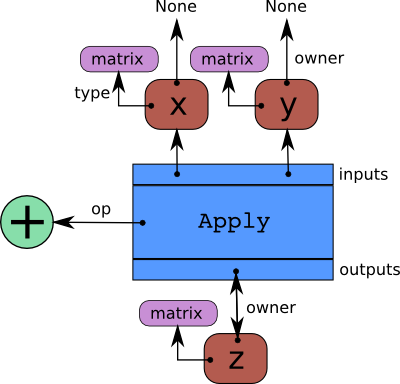 None
None
matrix
matrix
owner
type
x
y
inputs
op
Apply
+
outputs
owner
matrix
z